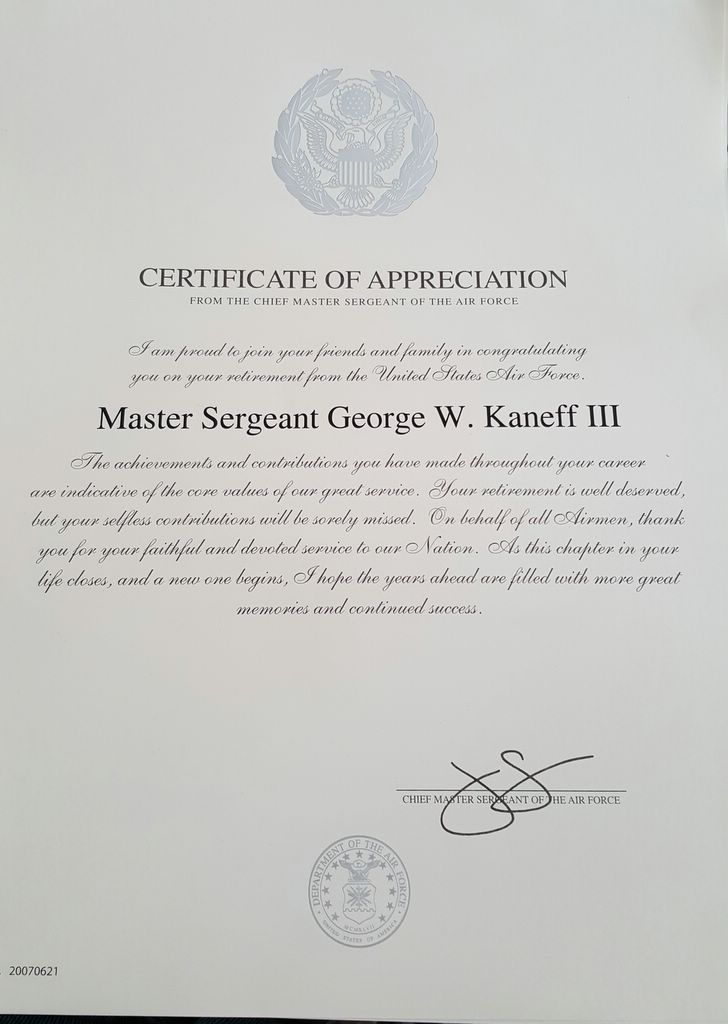 CERTIFICATE OF APPRECIATION
FROM THE CHIEF MASTER SERGEANT OF THE AIR FORCE
I am proud to join your friends and family in congratulating
you on your retirement from the United States Air Force.
Master Sergeant George W. Kaneff III
The achievements and contributions you have made throughout your career
are indicative of the core values of our great service. Your retirement is well deserved,
but your selfless contributions will be sorely missed. On behalf of all Airmen, thank
you for your faithful and devoted service to our Nation. As this chapter in your
life closes, and a new one begins, I hope the years ahead are filled with more great
memories and continued success.
CHIEF MASTER SERGEANT OF THE AIR FORCE
DEPARTMENT OF THE AIR FORCE
MCMXLVII
UNITED STATES OF AMERICA
20070621